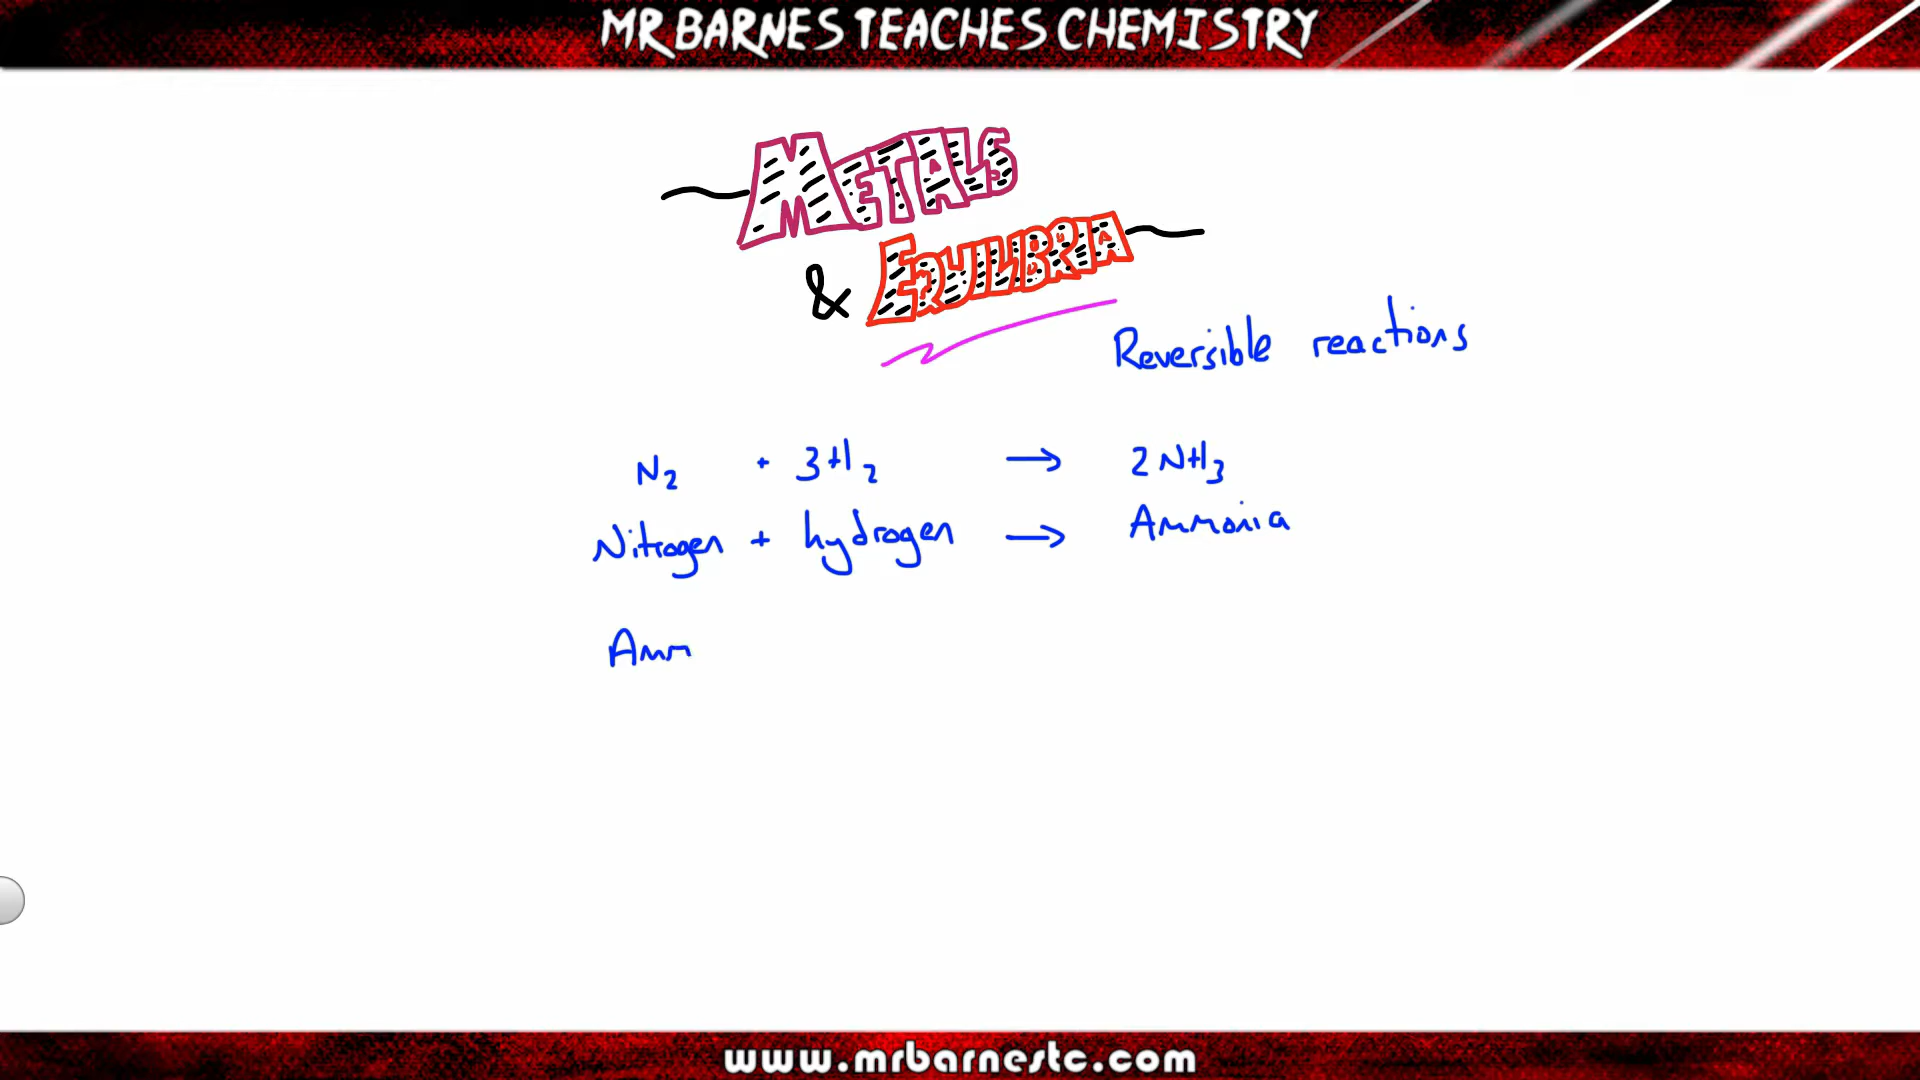 MR BARNES TEACHES CHEMISTRY
METALS
& EQUILIBRIA
Reversible reactions
N₂ + 3H₂ → 2NH₃
Nitrogen + hydrogen → Ammonia
Amm
www.mrbarnestc.com